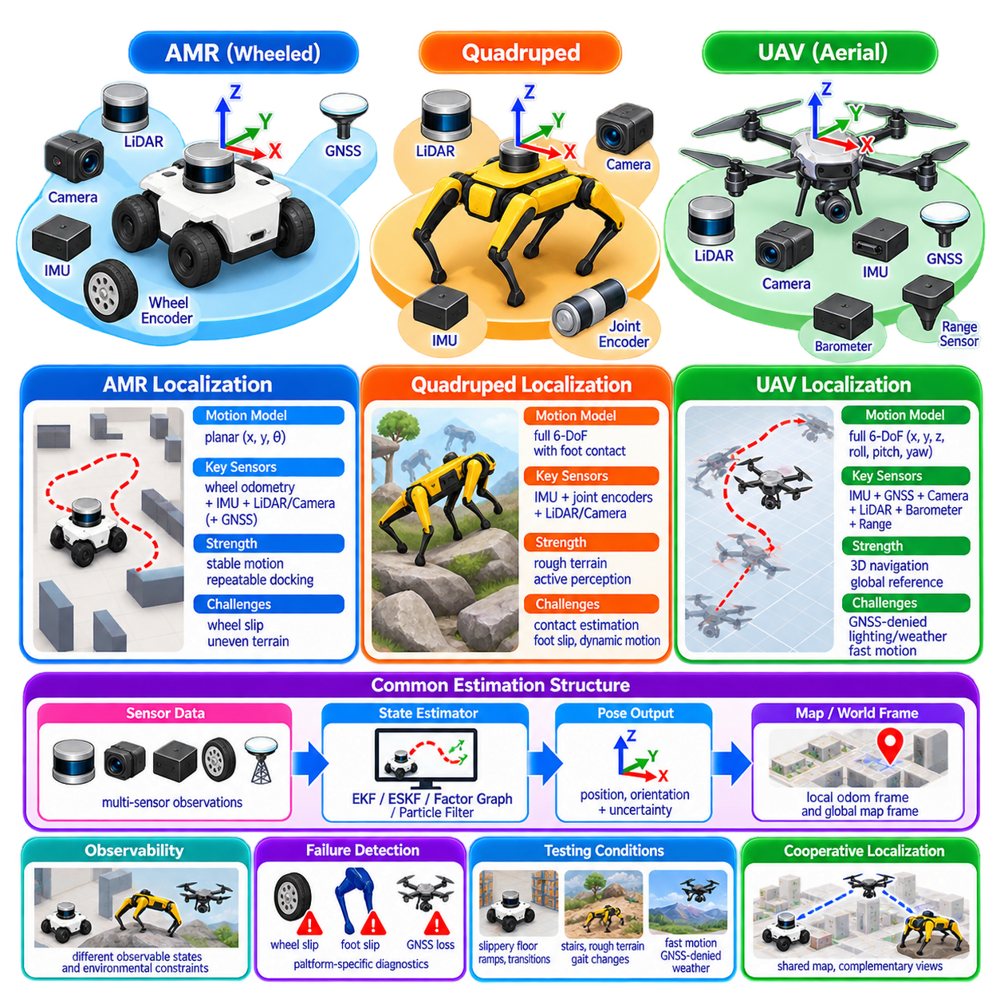 AMR (Wheeled)
Quadruped
UAV (Aerial)
Z
Y
X
LiDAR
GNSS
Camera
IMU
Wheel
Encoder
Z
Y
X
LiDAR
Camera
IMU
Joint
Encoder
Z
Y
X
LiDAR
Camera
IMU
GNSS
Barometer
Range
Sensor
AMR Localization
Motion Model
planar (x, y, θ)
Key Sensors
wheel odometry
+ IMU + LiDAR/Camera
(+ GNSS)
Strength
stable motion
repeatable docking
Challenges
wheel slip
uneven terrain
Quadruped Localization
Motion Model
full 6-DoF
with foot contact
Key Sensors
IMU + joint encoders
+ LiDAR/Camera
Strength
rough terrain
active perception
Challenges
contact estimation
foot slip, dynamic motion
UAV Localization
Motion Model
full 6-DoF (x, y, z,
roll, pitch, yaw)
Key Sensors
IMU + GNSS + Camera
+ LiDAR + Barometer
+ Range
Strength
3D navigation
global reference
Challenges
GNSS-denied
lighting/weather
fast motion
Common Estimation Structure
Sensor Data
multi-sensor observations
State Estimator
EKF / ESKF / Factor Graph
/ Particle Filter
Pose Output
Z
Y
X
position, orientation
+ uncertainty
Map / World Frame
local odom frame
and global map frame
Observability
different observable states
and environmental constraints
Failure Detection
wheel slip
foot slip
GNSS loss
paltform-specific diagnostics
Testing Conditions
slippery floor
ramps, transitions
stairs, rough terrain
gait changes
fast motion
GNSS-denied
weather
Cooperative Localization
shared map, complementary views